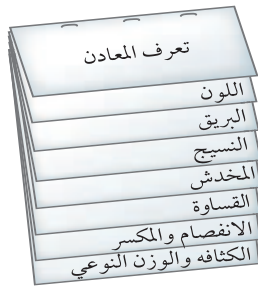 تعرف المعادن
اللون
البريق
النسيج
المخدش
القساوة
الانفصام والمكسر
الكثافه والوزن النوعي